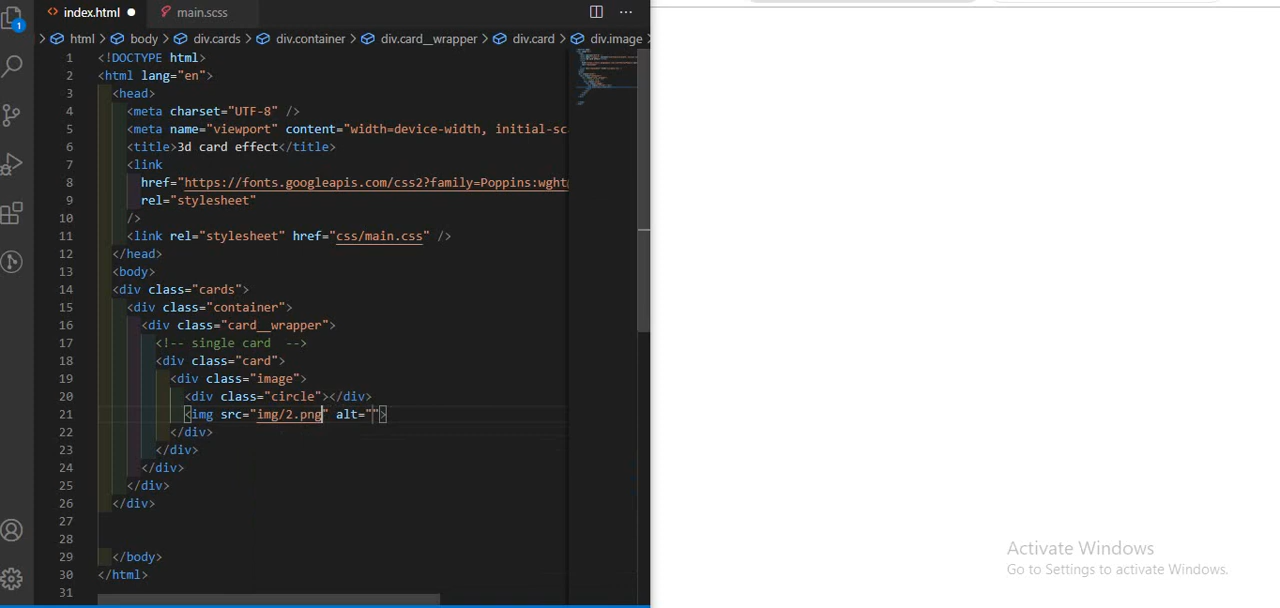 index.html
main.scss
1
html
body
div.cards
div.container
div.card__wrapper
div.card
div.image
1 <!DOCTYPE html>
2 <html lang="en">
3 <head>
4 <meta charset="UTF-8" />
5 <meta name="viewport" content="width=device-width, initial-sc
6 <title>3d card effect</title>
7 <link
8 href="https://fonts.googleapis.com/css2?family=Poppins:wght
9 rel="stylesheet"
10 />
11 <link rel="stylesheet" href="css/main.css" />
12 </head>
13 <body>
14 <div class="cards">
15 <div class="container">
16 <div class="card__wrapper">
17 <!-- single card -->
18 <div class="card">
19 <div class="image">
20 <div class="circle"></div>
21 <img src="img/2.png" alt="">
22 </div>
23 </div>
24 </div>
25 </div>
26 </div>
27
28
29 </body>
30 </html>
31
Activate Windows
Go to Settings to activate Windows.